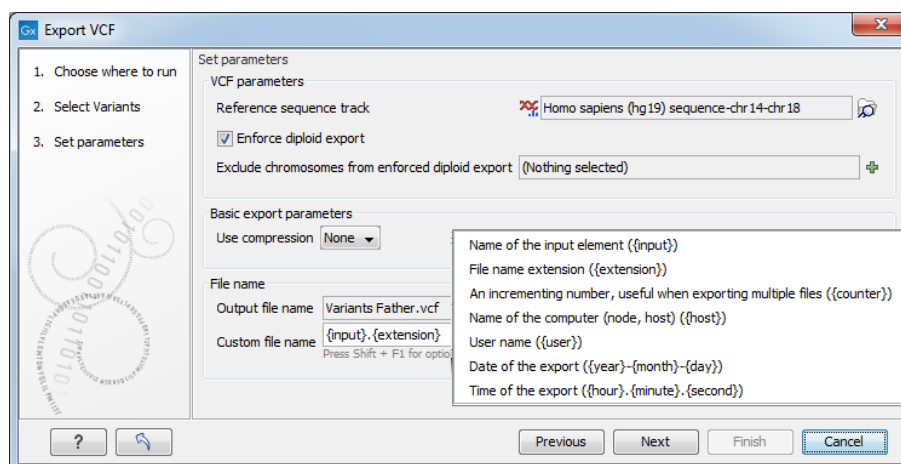 Gx Export VCF
1. Choose where to run
2. Select Variants
3. Set parameters
Set parameters
VCF parameters
Reference sequence track Homo sapiens (hg19) sequence-chr14-chr18
Enforce diploid export
Exclude chromosomes from enforced diploid export (Nothing selected)
Basic export parameters
Use compression None
File name
Output file name Variants Father.vcf
Custom file name {input}.{extension}
Press Shift + F1 for
Name of the input element ({input})
File name extension ({extension})
An incrementing number, useful when exporting multiple files ({counter})
Name of the computer (node, host) ({host})
User name ({user})
Date of the export ({year}-{month}-{day})
Time of the export ({hour}.{minute}.{second})
? Previous Next Finish Cancel